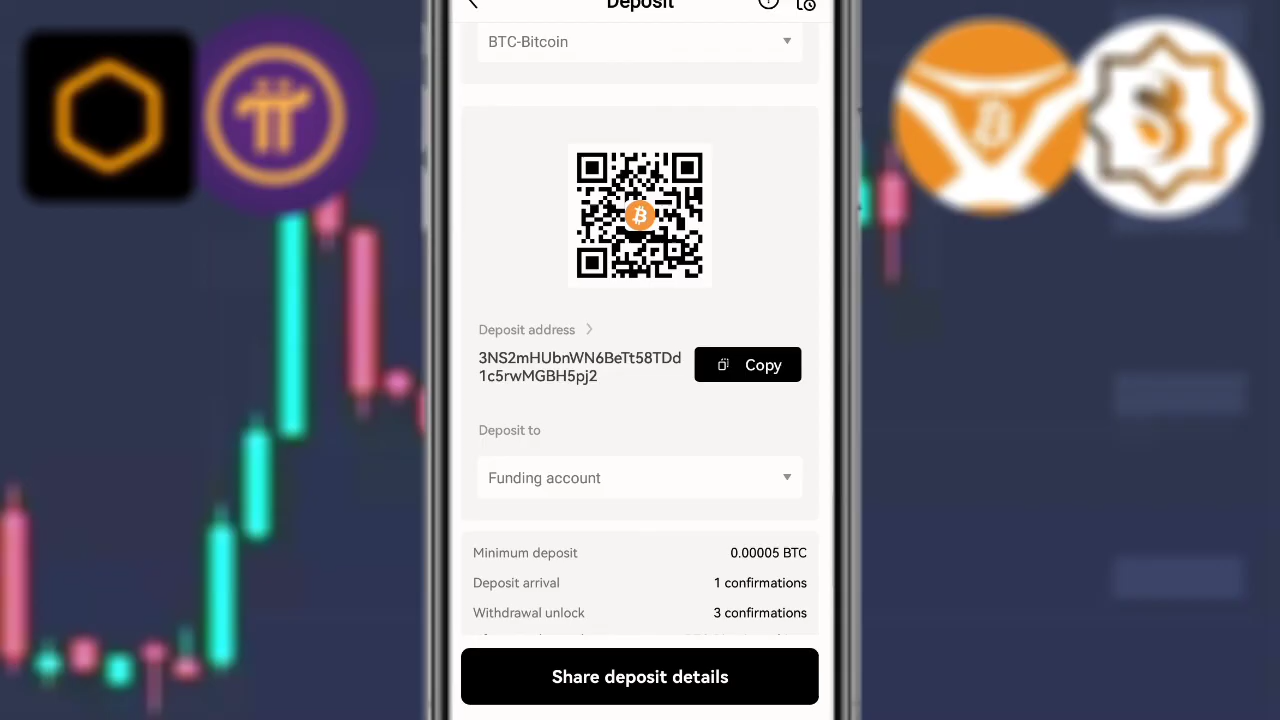 Deposit
BTC-Bitcoin
Deposit address
3NS2mHUbnWN6BeTt58TDd
1c5rwMGBH5pj2
Copy
Deposit to
Funding account
Minimum deposit
0.00005 BTC
Deposit arrival
1 confirmations
Withdrawal unlock
3 confirmations
Share deposit details